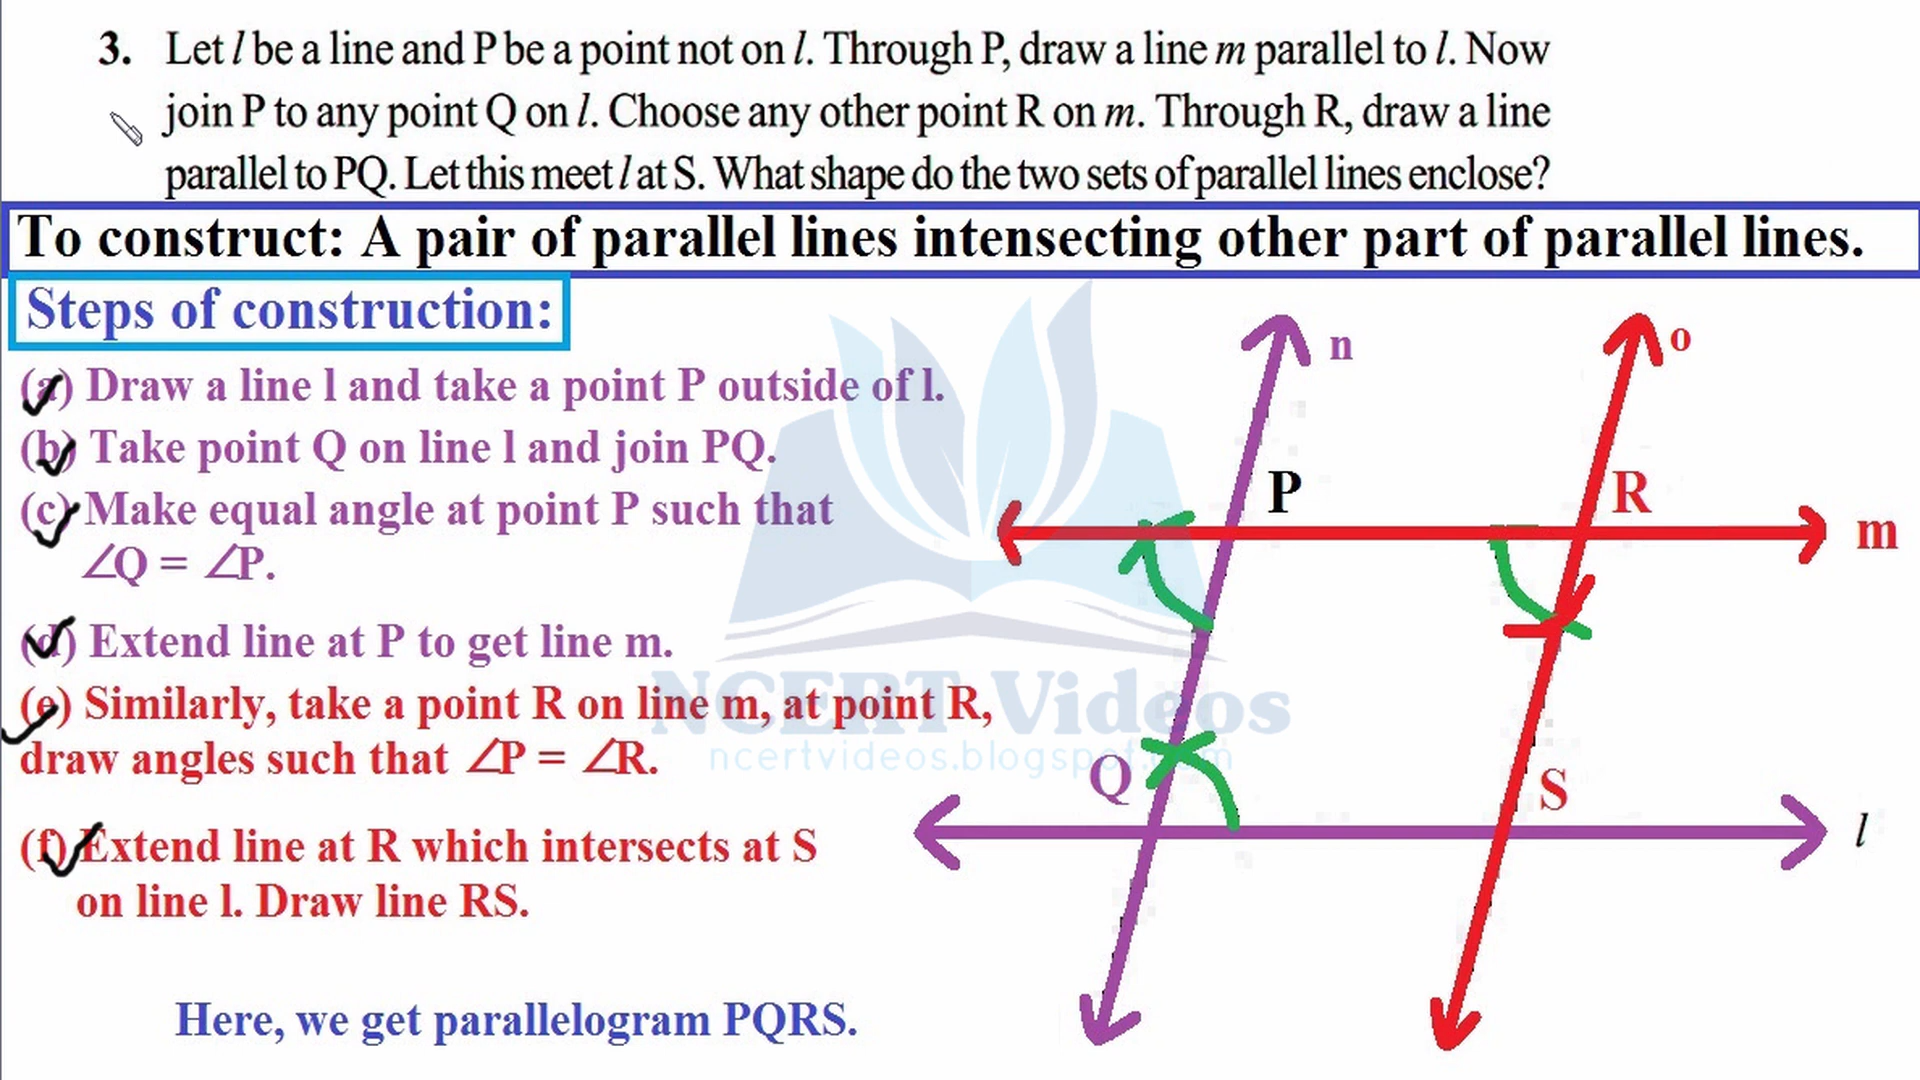 3. Let l be a line and P be a point not on l. Through P, draw a line m parallel to l. Now
join P to any point Q on l. Choose any other point R on m. Through R, draw a line
parallel to PQ. Let this meet l at S. What shape do the two sets of parallel lines enclose?
To construct: A pair of parallel lines intensecting other part of parallel lines.
Steps of construction:
(a) Draw a line l and take a point P outside of l.
(b) Take point Q on line l and join PQ.
(c) Make equal angle at point P such that
∠Q = ∠P.
(d) Extend line at P to get line m.
(e) Similarly, take a point R on line m, at point R,
draw angles such that ∠P = ∠R.
(f) Extend line at R which intersects at S
on line l. Draw line RS.
Here, we get parallelogram PQRS.
n
o
P
R
m
Q
S
l
NCERT Videos
ncertvideos.blogspot.com